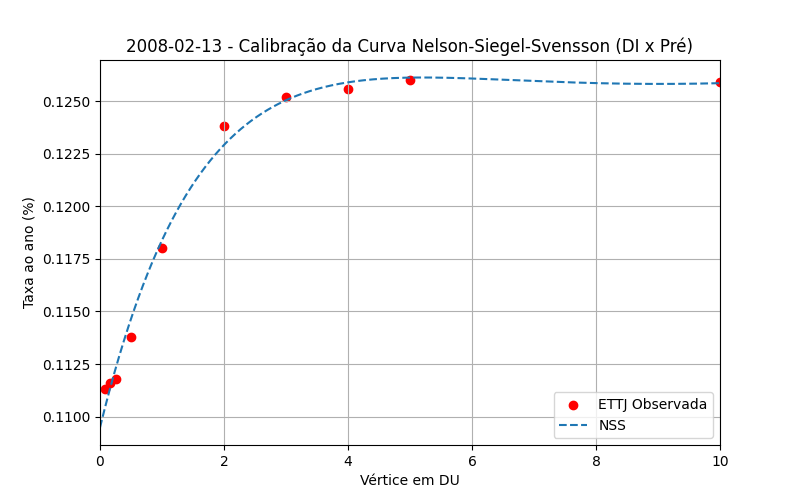 2008-02-13 - Calibração da Curva Nelson-Siegel-Svensson (DI x Pré)
Taxa ao ano (%)
0.1250
0.1225
0.1200
0.1175
0.1150
0.1125
0.1100
ETTJ Observada
NSS
0 2 4 6 8 10
Vértice em DU